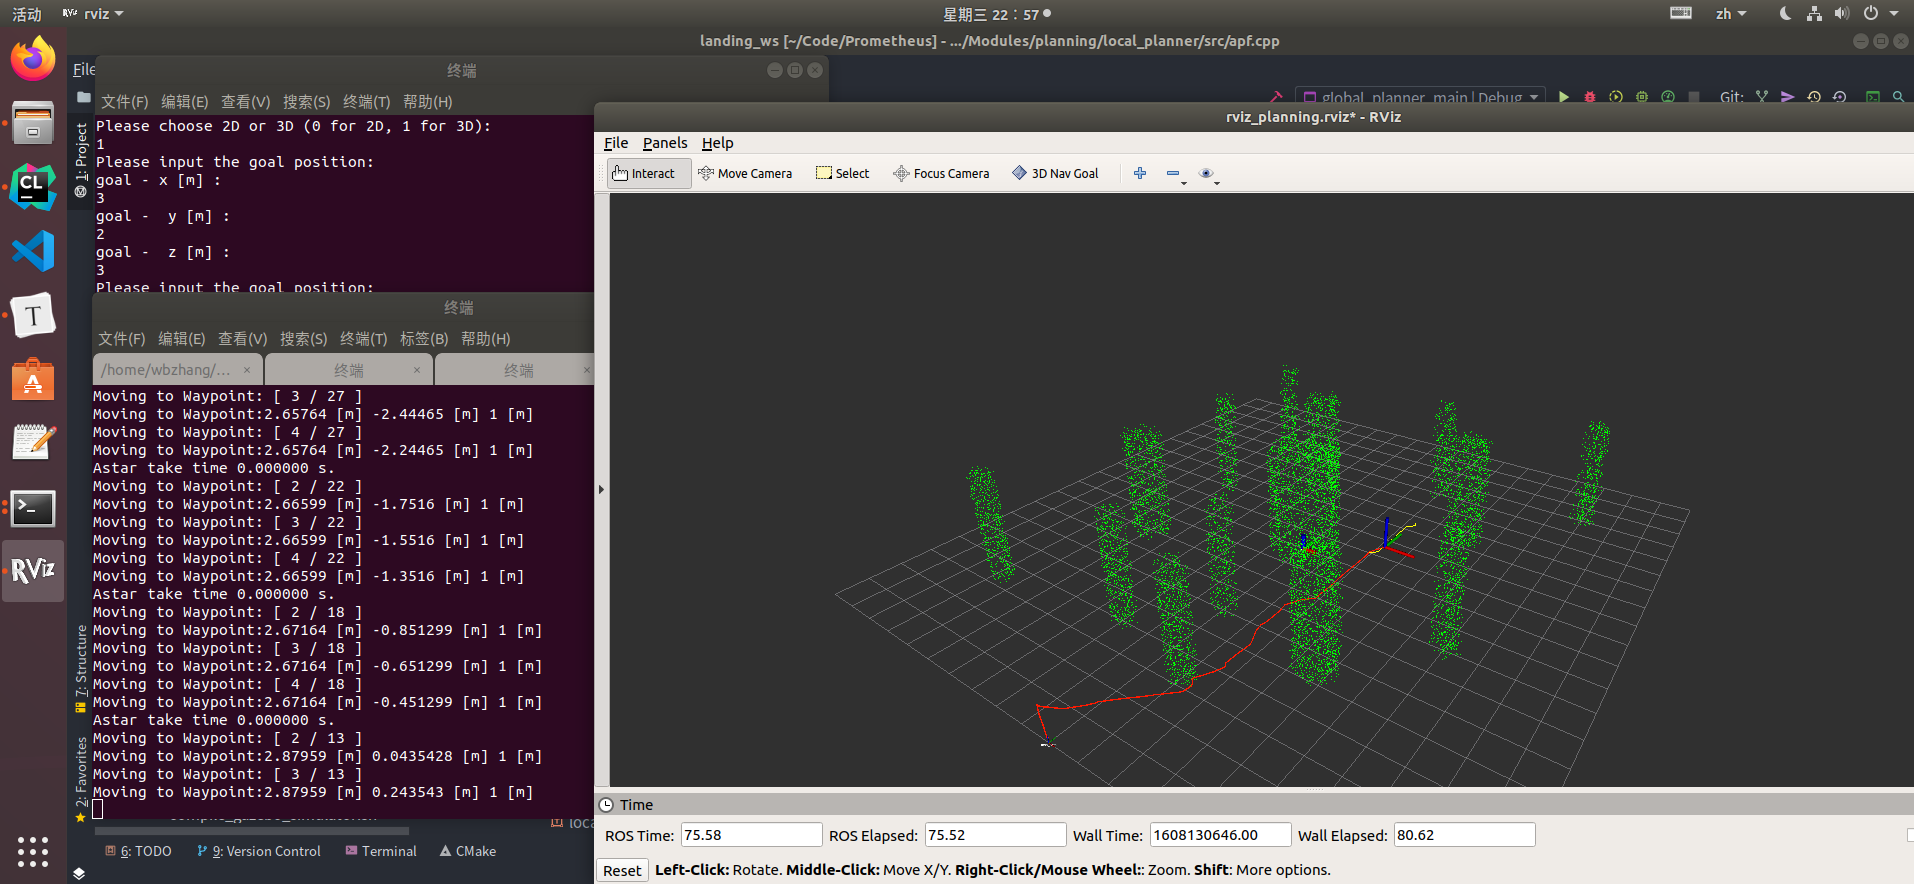 活动
RViz rviz
星期三 22：57
zh
landing_ws [~/Code/Prometheus] - .../Modules/planning/local_planner/src/apf.cpp
File
终端
文件(F) 编辑(E) 查看(V) 搜索(S) 终端(T) 帮助(H)
global_planner_main | Debug
Git:
1: Project
Please choose 2D or 3D (0 for 2D, 1 for 3D):
1
Please input the goal position:
goal - x [m] :
3
goal -  y [m] :
2
goal -  z [m] :
3
Please input the goal position:
终端
文件(F) 编辑(E) 查看(V) 搜索(S) 终端(T) 标签(B) 帮助(H)
/home/wbzhang/... × 终端 × 终端 ×
Moving to Waypoint: [ 3 / 27 ]
Moving to Waypoint:2.65764 [m] -2.44465 [m] 1 [m]
Moving to Waypoint: [ 4 / 27 ]
Moving to Waypoint:2.65764 [m] -2.24465 [m] 1 [m]
Astar take time 0.000000 s.
Moving to Waypoint: [ 2 / 22 ]
Moving to Waypoint:2.66599 [m] -1.7516 [m] 1 [m]
Moving to Waypoint: [ 3 / 22 ]
Moving to Waypoint:2.66599 [m] -1.5516 [m] 1 [m]
Moving to Waypoint: [ 4 / 22 ]
Moving to Waypoint:2.66599 [m] -1.3516 [m] 1 [m]
Astar take time 0.000000 s.
Moving to Waypoint: [ 2 / 18 ]
Moving to Waypoint:2.67164 [m] -0.851299 [m] 1 [m]
Moving to Waypoint: [ 3 / 18 ]
Moving to Waypoint:2.67164 [m] -0.651299 [m] 1 [m]
Moving to Waypoint: [ 4 / 18 ]
Moving to Waypoint:2.67164 [m] -0.451299 [m] 1 [m]
Astar take time 0.000000 s.
Moving to Waypoint: [ 2 / 13 ]
Moving to Waypoint:2.87959 [m] 0.0435428 [m] 1 [m]
Moving to Waypoint: [ 3 / 13 ]
Moving to Waypoint:2.87959 [m] 0.243543 [m] 1 [m]
7: Structure
2: Favorites
6: TODO 9: Version Control Terminal CMake
CL
T
A
RViz
rviz_planning.rviz* - RViz
File Panels Help
Interact Move Camera Select Focus Camera 3D Nav Goal
Time
ROS Time: 75.58 ROS Elapsed: 75.52 Wall Time: 1608130646.00 Wall Elapsed: 80.62
Reset Left-Click: Rotate. Middle-Click: Move X/Y. Right-Click/Mouse Wheel:: Zoom. Shift: More options.